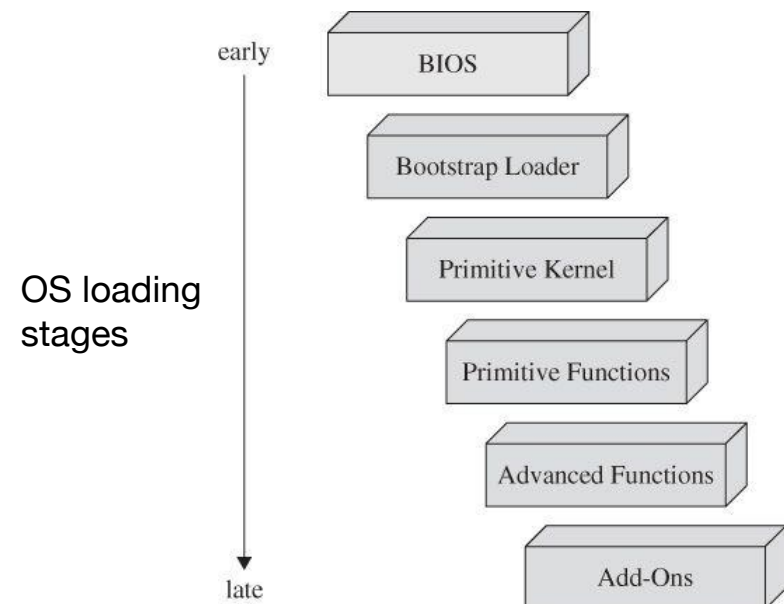 early
BIOS
Bootstrap Loader
Primitive Kernel
OS loading
stages
Primitive Functions
Advanced Functions
Add-Ons
late